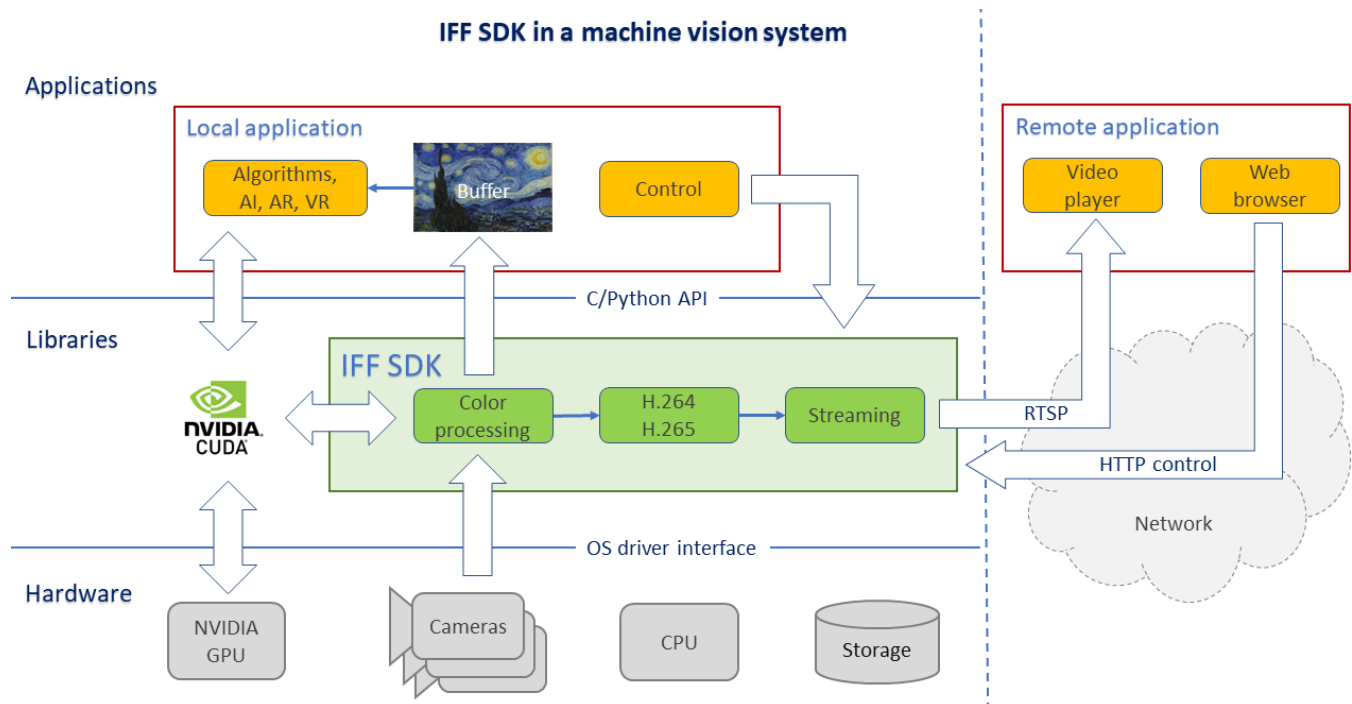 IFF SDK in a machine vision system
Applications
Local application
Algorithms,
AI, AR, VR
Buffer
Control
Remote application
Video
player
Web
browser
C/Python API
Libraries
IFF SDK
NVIDIA.
CUDA
Color
processing
H.264
H.265
Streaming
RTSP
HTTP control
Network
OS driver interface
Hardware
NVIDIA
GPU
Cameras
CPU
Storage